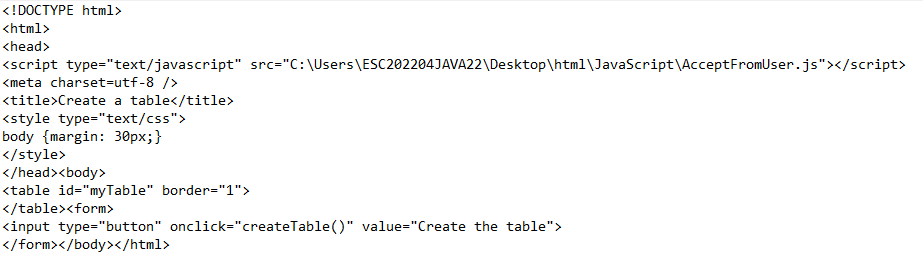 <!DOCTYPE html>
<html>
<head>
<script type="text/javascript" src="C:\Users\ESC202204JAVA22\Desktop\html\JavaScript\AcceptFromUser.js"></script>
<meta charset=utf-8 />
<title>Create a table</title>
<style type="text/css">
body {margin: 30px;}
</style>
</head><body>
<table id="myTable" border="1">
</table><form>
<input type="button" onclick="createTable()" value="Create the table">
</form></body></html>